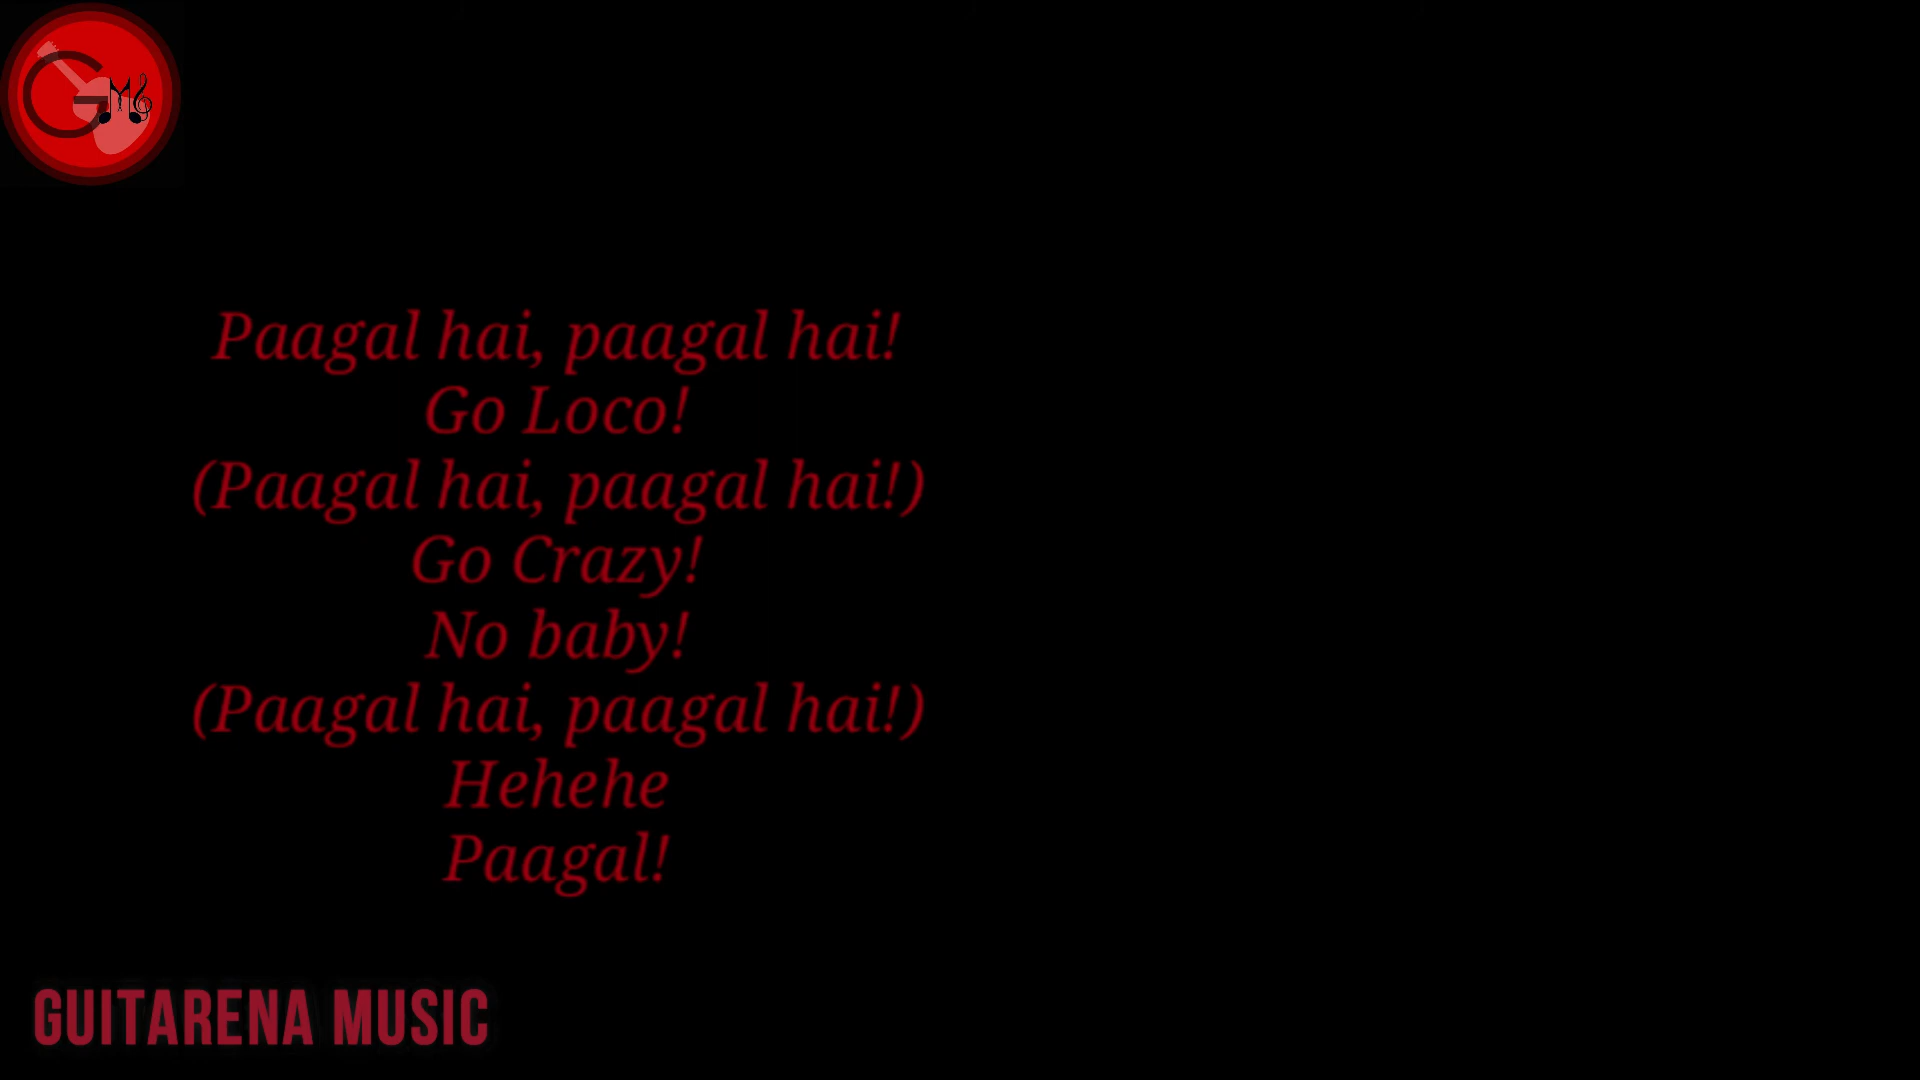 GM
Paagal hai, paagal hai!
Go Loco!
(Paagal hai, paagal hai!)
Go Crazy!
No baby!
(Paagal hai, paagal hai!)
Hehehe
Paagal!
GUITARENA MUSIC